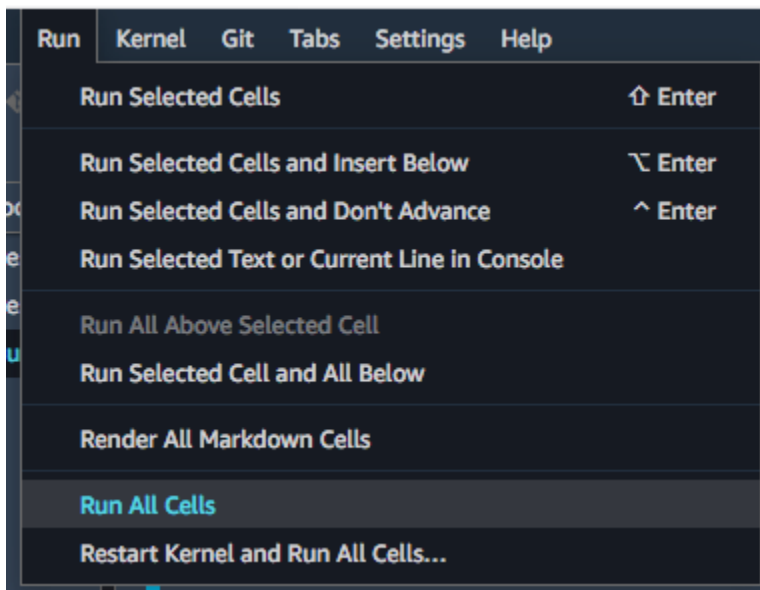 Run Kernel Git Tabs Settings Help
Run Selected Cells ⇧ Enter
Run Selected Cells and Insert Below ⌥ Enter
Run Selected Cells and Don't Advance ^ Enter
Run Selected Text or Current Line in Console
Run All Above Selected Cell
Run Selected Cell and All Below
Render All Markdown Cells
Run All Cells
Restart Kernel and Run All Cells...